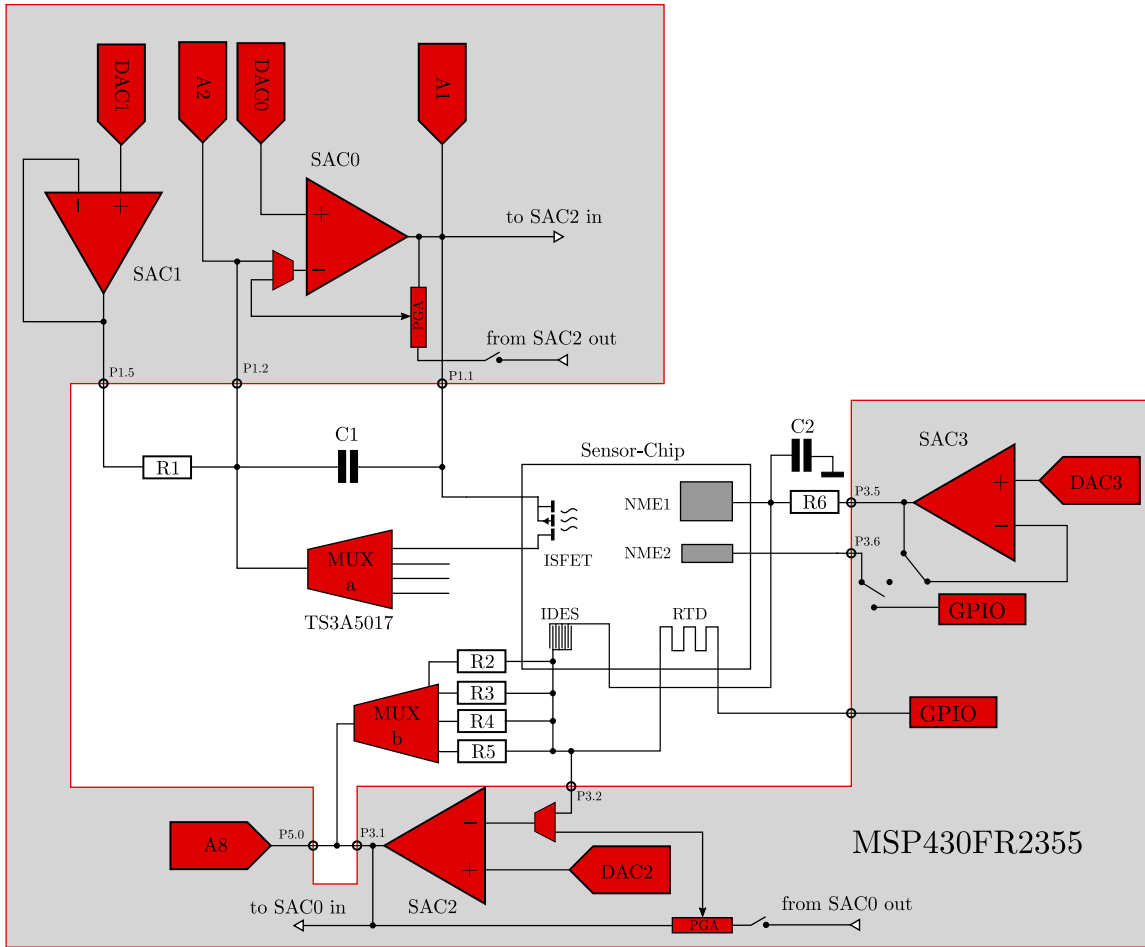 DAC1
A2
DAC0
A1
SAC0
+
−
to SAC2 in
− +
SAC1
PGA
from SAC2 out
P1.5
P1.2
P1.1
R1
C1
C2
Sensor-Chip
SAC3
NME1
R6
P3.5
+
−
DAC3
NME2
P3.6
ISFET
MUX
a
TS3A5017
GPIO
IDES
RTD
R2
R3
MUX
b
R4
R5
GPIO
P3.2
A8
P5.0
P3.1
−
+
DAC2
MSP430FR2355
to SAC0 in
SAC2
PGA
from SAC0 out